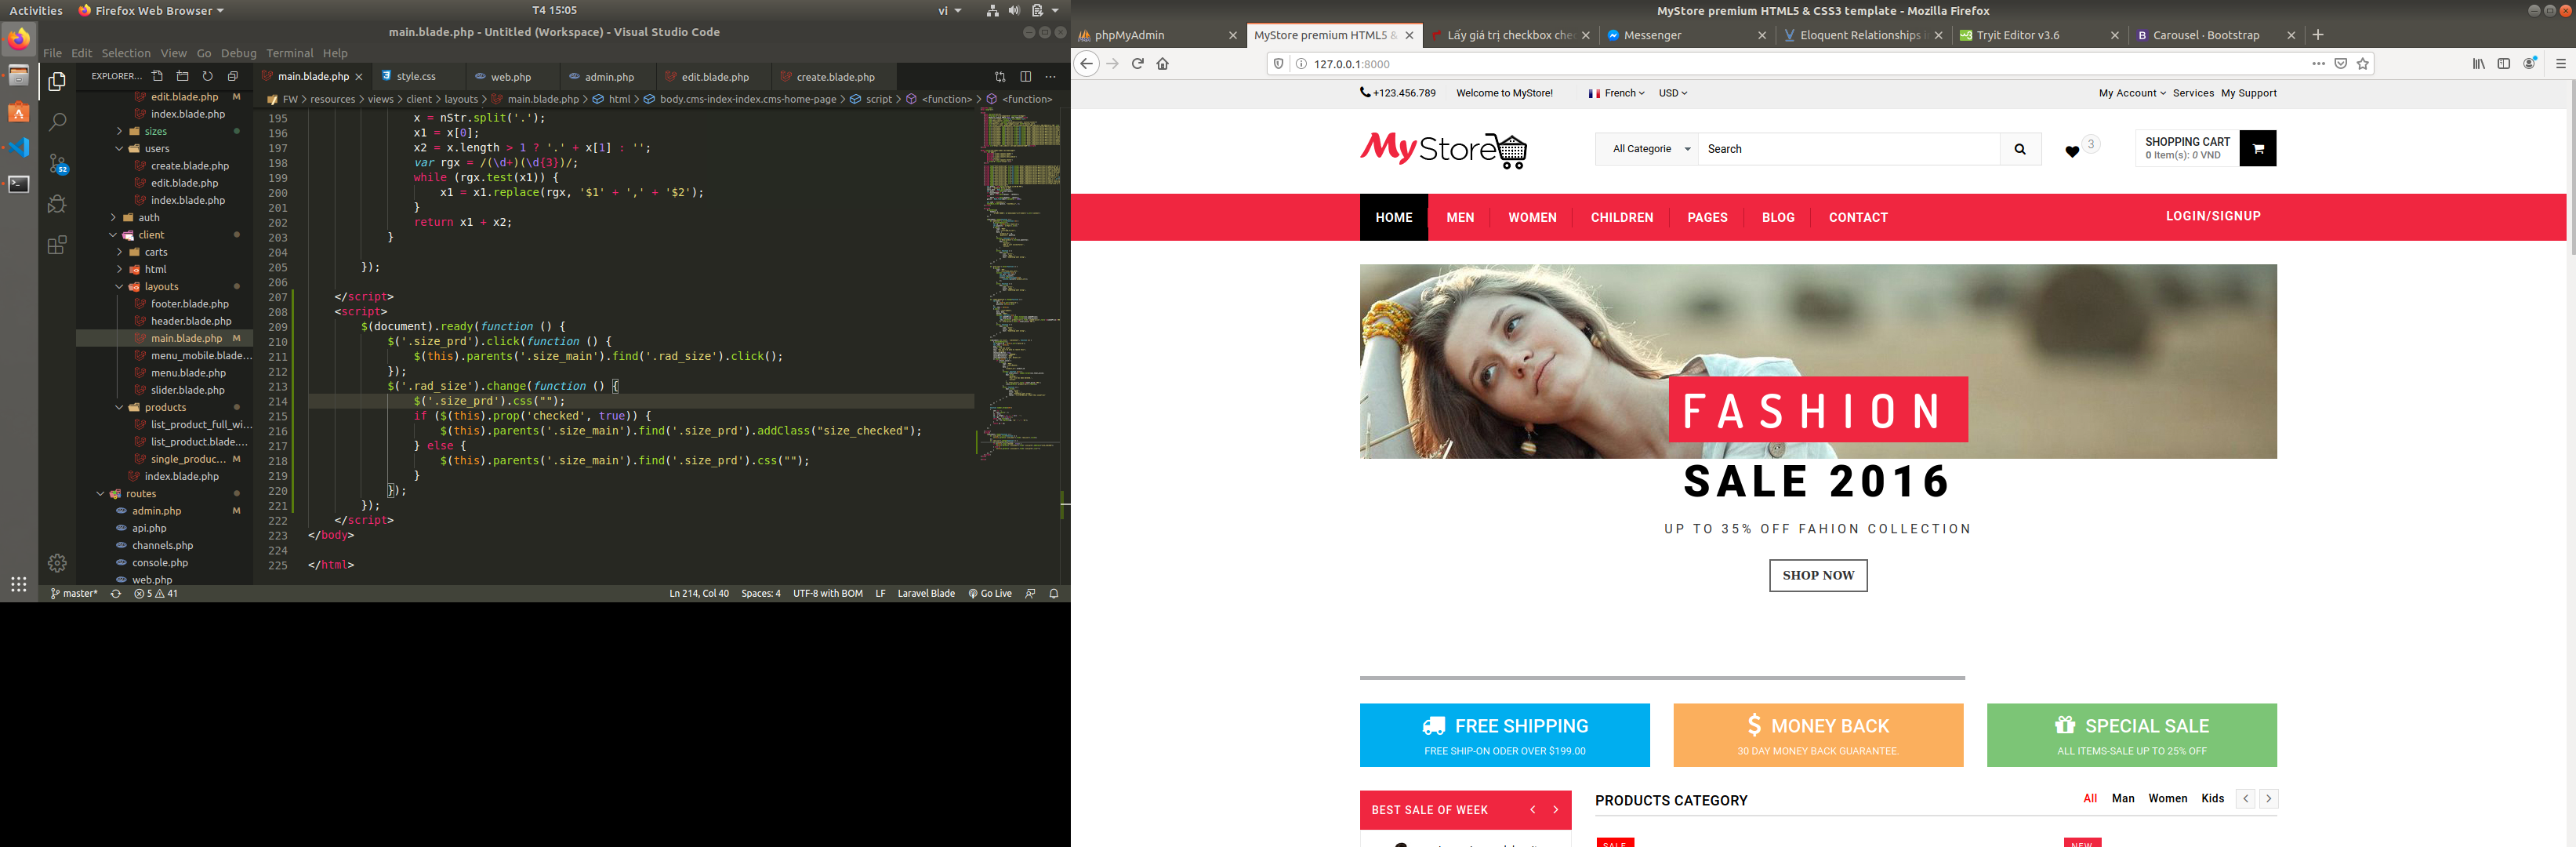 Activities
Firefox Web Browser
T4 15:05
vi
main.blade.php - Untitled (Workspace) - Visual Studio Code
File Edit Selection View Go Debug Terminal Help
EXPLORER...
main.blade.php
style.css
web.php
admin.php
edit.blade.php
create.blade.php
FW > resources > views > client > layouts > main.blade.php > html > body.cms-index-index.cms-home-page > script > <function> > <function>
edit.blade.php M
index.blade.php
sizes
users
create.blade.php
edit.blade.php
index.blade.php
auth
client
carts
html
layouts
footer.blade.php
header.blade.php
main.blade.php M
menu_mobile.blade...
menu.blade.php
slider.blade.php
products
list_product_full_wi...
list_product.blade....
single_produc... M
index.blade.php
routes
admin.php M
api.php
channels.php
console.php
web.php
52
195 x = nStr.split('.');
196 x1 = x[0];
197 x2 = x.length > 1 ? '.' + x[1] : '';
198 var rgx = /(\d+)(\d{3})/;
199 while (rgx.test(x1)) {
200 x1 = x1.replace(rgx, '$1' + ',' + '$2');
201 }
202 return x1 + x2;
203 }
204
205 });
206
207 </script>
208 <script>
209 $(document).ready(function () {
210 $('.size_prd').click(function () {
211 $(this).parents('.size_main').find('.rad_size').click();
212 });
213 $('.rad_size').change(function () {
214 $('.size_prd').css("");
215 if ($(this).prop('checked', true)) {
216 $(this).parents('.size_main').find('.size_prd').addClass("size_checked");
217 } else {
218 $(this).parents('.size_main').find('.size_prd').css("");
219 }
220 });
221 });
222 </script>
223 </body>
224
225 </html>
master* 5 41
Ln 214, Col 40 Spaces: 4 UTF-8 with BOM LF Laravel Blade Go Live
MyStore premium HTML5 & CSS3 template - Mozilla Firefox
phpMyAdmin
MyStore premium HTML5 &
Lấy giá trị checkbox che
Messenger
Eloquent Relationships
Tryit Editor v3.6
B Carousel · Bootstrap
127.0.0.1:8000
+123.456.789 Welcome to MyStore! French USD
My Account Services My Support
MyStore
All Categorie Search
3
SHOPPING CART
0 Item(s): 0 VND
HOME MEN WOMEN CHILDREN PAGES BLOG CONTACT LOGIN/SIGNUP
FASHION
SALE 2016
UP TO 35% OFF FAHION COLLECTION
SHOP NOW
FREE SHIPPING
FREE SHIP-ON ODER OVER $199.00
$ MONEY BACK
30 DAY MONEY BACK GUARANTEE.
SPECIAL SALE
ALL ITEMS-SALE UP TO 25% OFF
BEST SALE OF WEEK
PRODUCTS CATEGORY
All Man Women Kids
SALE
NEW